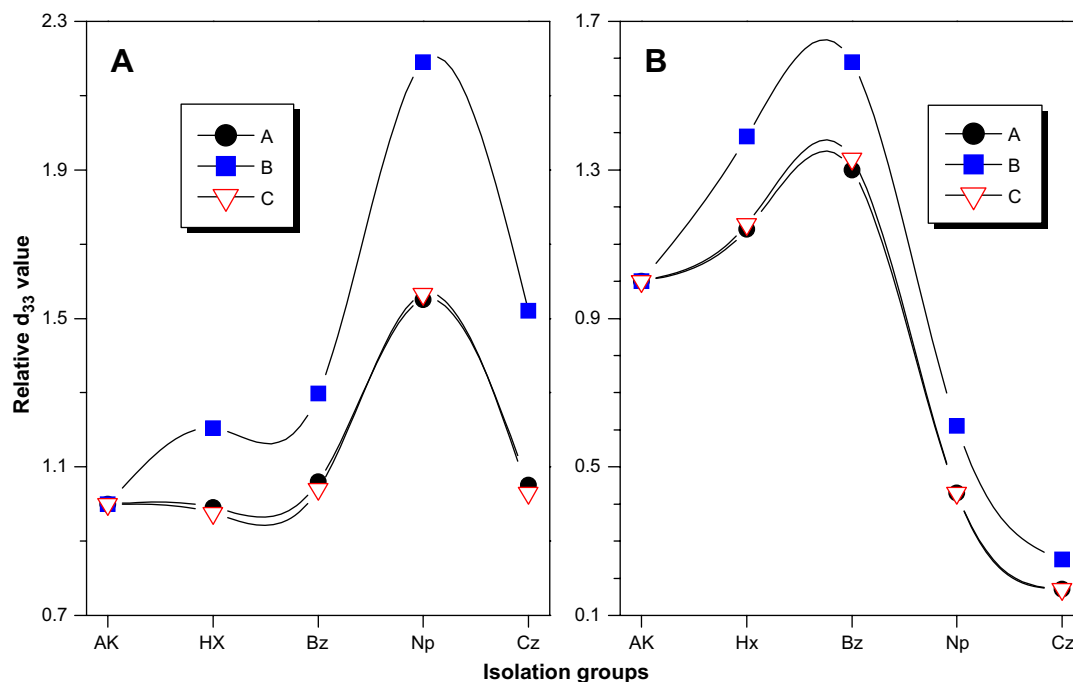 2.3
1.9
1.5
1.1
0.7
A
A
B
C
AK
HX
Bz
Np
Cz
Relative d33 value
1.7
1.3
0.9
0.5
0.1
B
A
B
C
AK
Hx
Bz
Np
Cz
Isolation groups